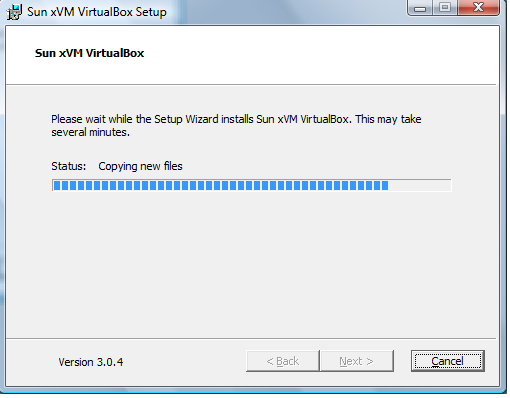 Sun xVM VirtualBox Setup
Sun xVM VirtualBox
Please wait while the Setup Wizard installs Sun xVM VirtualBox. This may take
several minutes.
Status: Copying new files
Version 3.0.4
< Back
Next >
Cancel